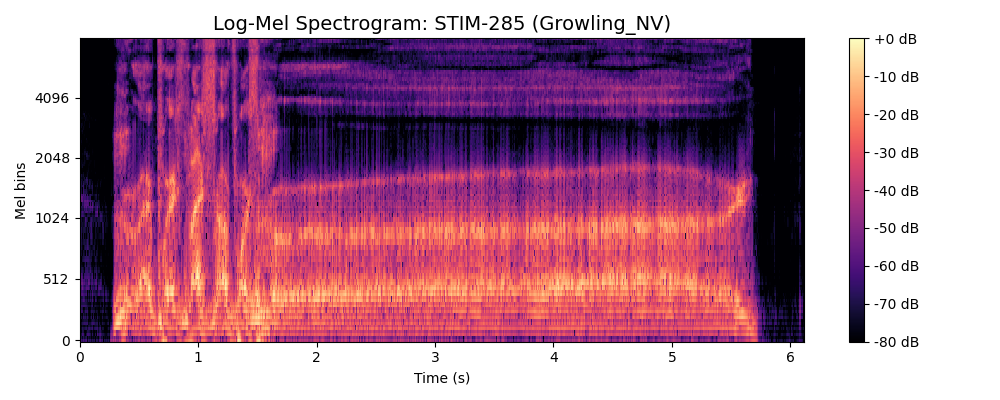 Log-Mel Spectrogram: STIM-285 (Growling_NV)
Mel bins
4096
2048
1024
512
0
0 1 2 3 4 5 6
Time (s)
+0 dB
-10 dB
-20 dB
-30 dB
-40 dB
-50 dB
-60 dB
-70 dB
-80 dB